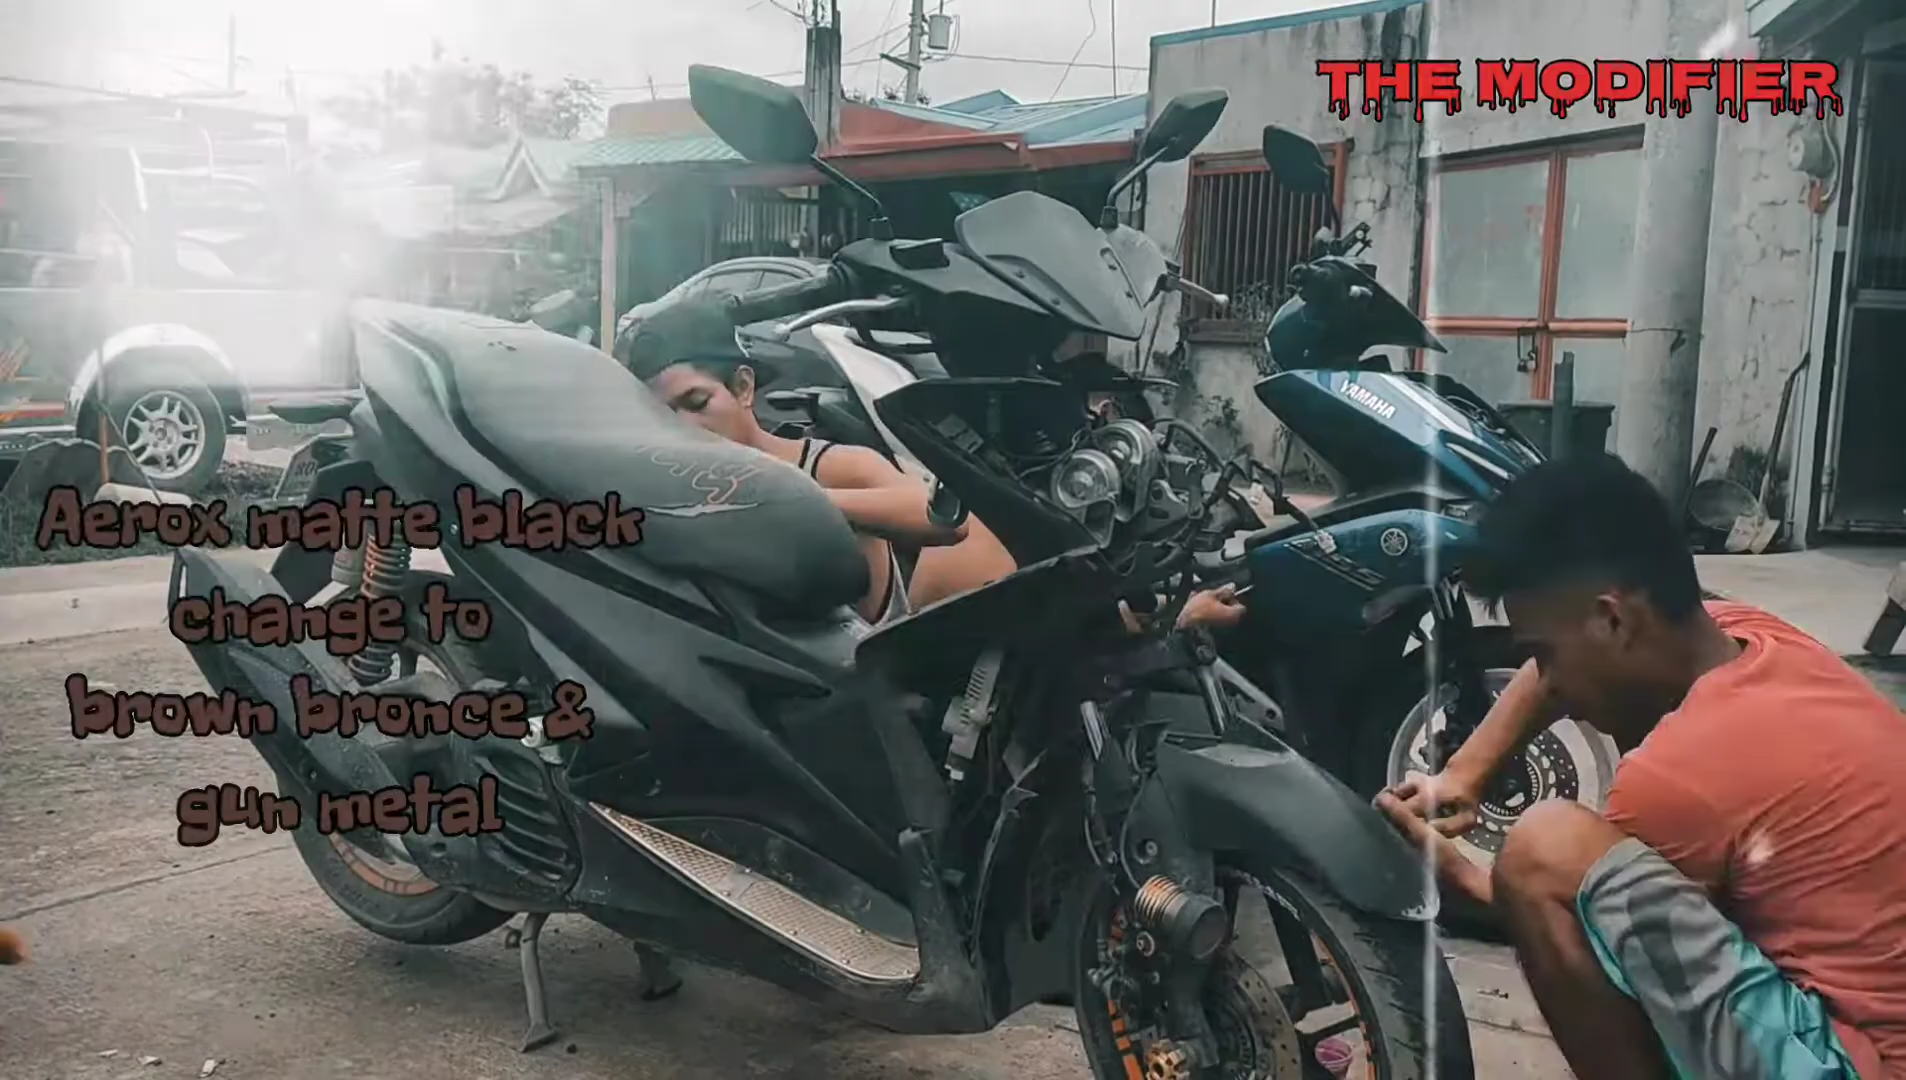 THE MODIFIER
YAMAHA
Aerox matte black
change to
brown bronce &
gun metal